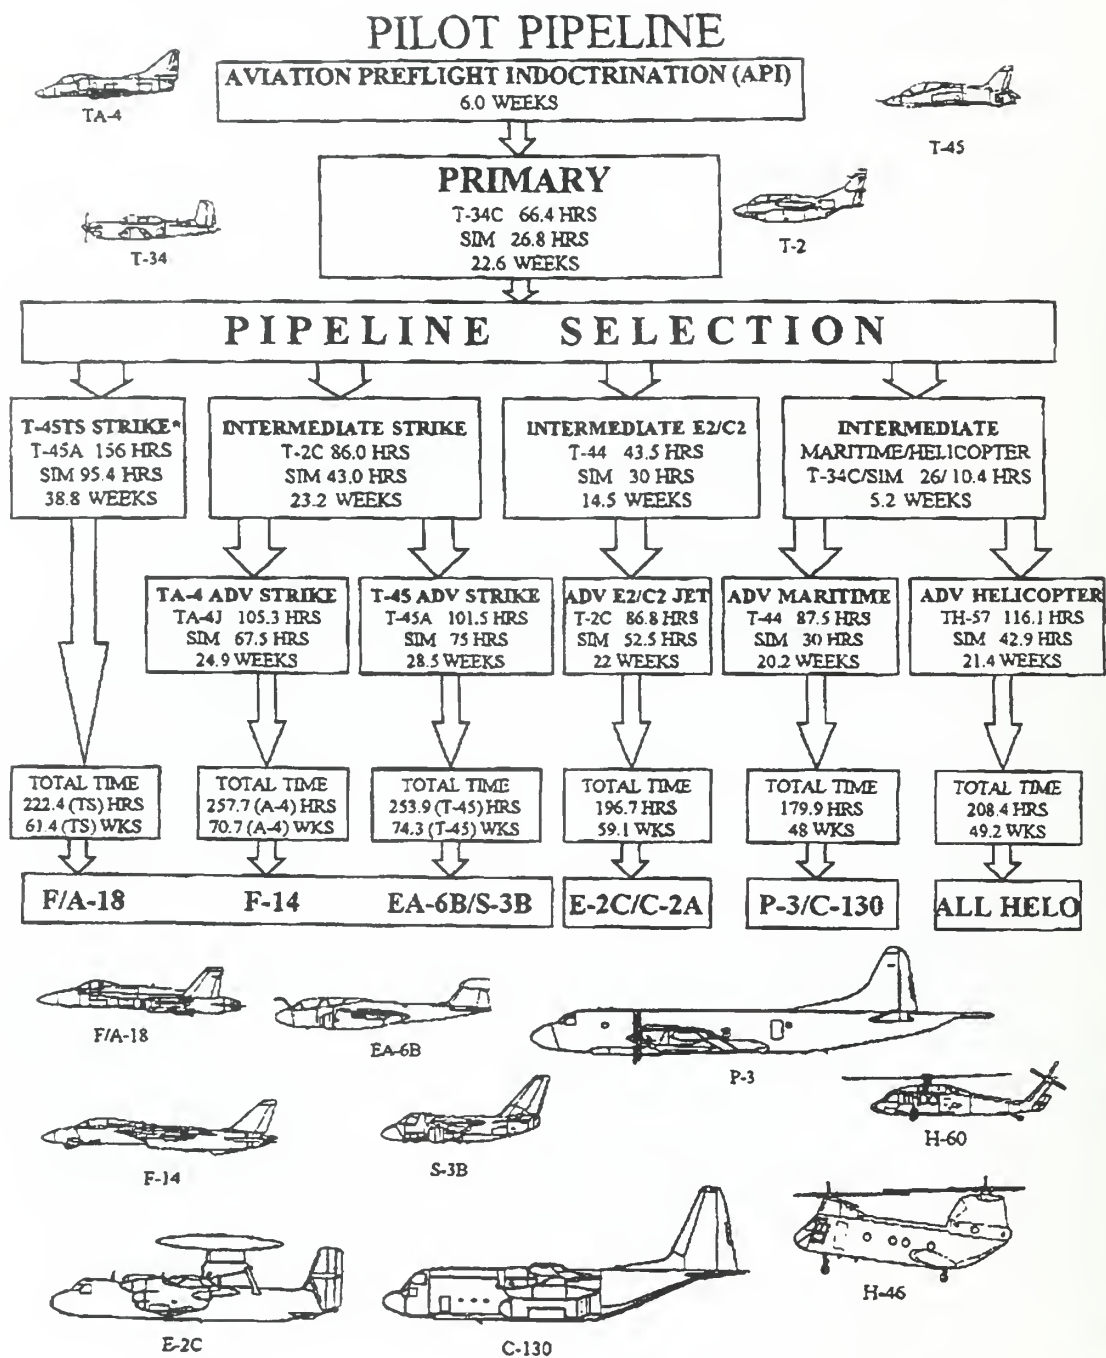 PILOT PIPELINE
AVIATION PREFLIGHT INDOCTRINATION (API)
6.0 WEEKS
TA-4
T-45
PRIMARY
T-34C 66.4 HRS
SIM 26.8 HRS
22.6 WEEKS
T-34
T-2
PIPELINE SELECTION
T-45TS STRIKE*
T-45A 156 HRS
SIM 95.4 HRS
38.8 WEEKS
INTERMEDIATE STRIKE
T-2C 86.0 HRS
SIM 43.0 HRS
23.2 WEEKS
INTERMEDIATE E2/C2
T-44 43.5 HRS
SIM 30 HRS
14.5 WEEKS
INTERMEDIATE
MARITIME/HELICOPTER
T-34C/SIM 26/ 10.4 HRS
5.2 WEEKS
TA-4 ADV STRIKE
TA-4J 105.3 HRS
SIM 67.5 HRS
24.9 WEEKS
T-45 ADV STRIKE
T-45A 101.5 HRS
SIM 75 HRS
28.5 WEEKS
ADV E2/C2 JET
T-2C 86.8 HRS
SIM 52.5 HRS
22 WEEKS
ADV MARITIME
T-44 87.5 HRS
SIM 30 HRS
20.2 WEEKS
ADV HELICOPTER
TH-57 116.1 HRS
SIM 42.9 HRS
21.4 WEEKS
TOTAL TIME
222.4 (TS) HRS
61.4 (TS) WKS
TOTAL TIME
257.7 (A-4) HRS
70.7 (A-4) WKS
TOTAL TIME
253.9 (T-45) HRS
74.3 (T-45) WKS
TOTAL TIME
196.7 HRS
59.1 WKS
TOTAL TIME
179.9 HRS
48 WKS
TOTAL TIME
208.4 HRS
49.2 WKS
F/A-18 F-14 EA-6B/S-3B
E-2C/C-2A
P-3/C-130
ALL HELO
F/A-18
EA-6B
P-3
F-14
S-3B
H-60
H-46
E-2C
C-130